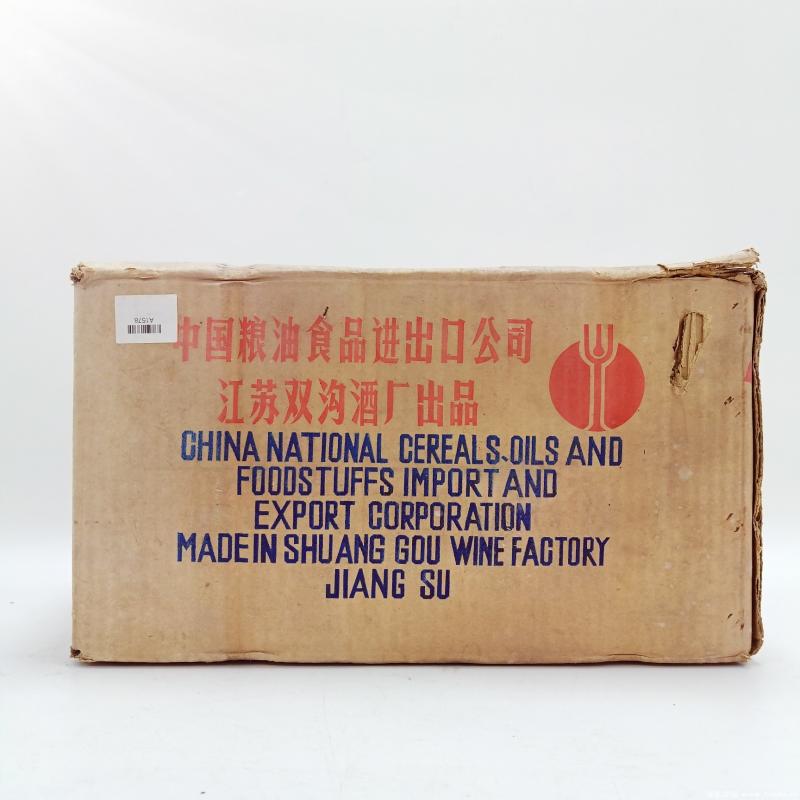 A1578
中国粮油食品进出口公司
江苏双沟酒厂出品
CHINA NATIONAL CEREALS.OILS AND
FOODSTUFFS IMPORT AND
EXPORT CORPORATION
MADE IN SHUANG GOU WINE FACTORY
JIANG SU